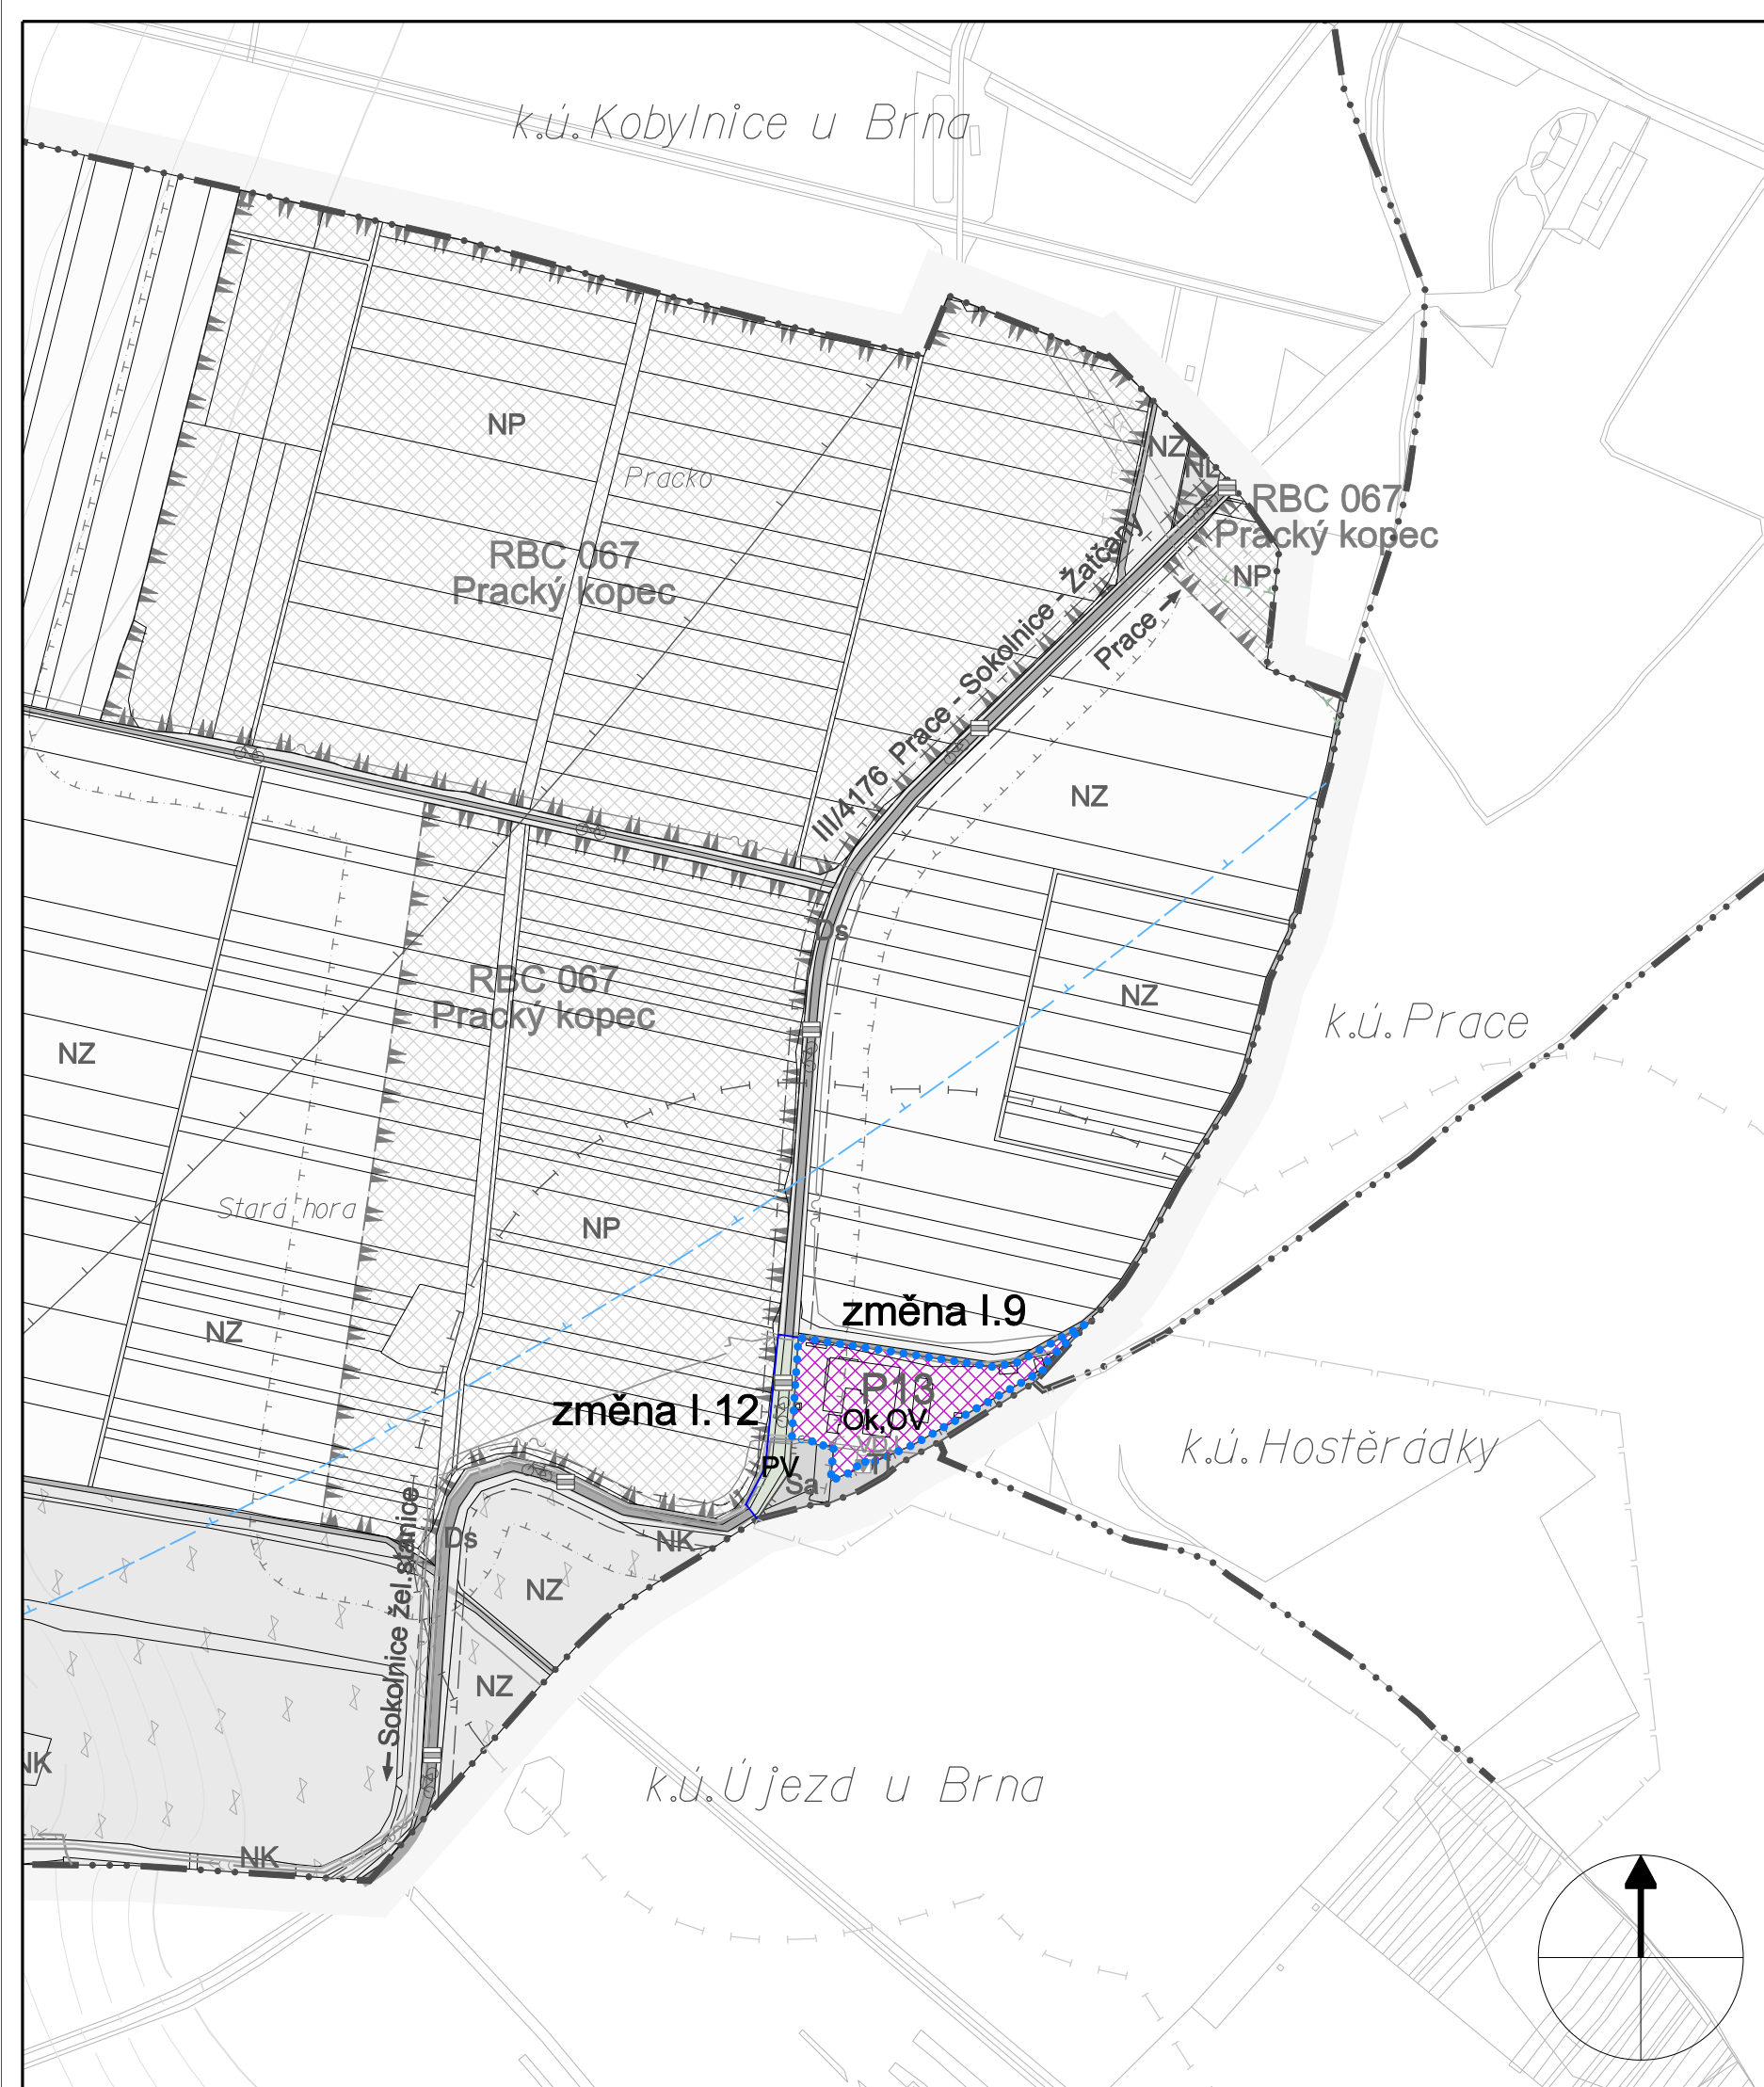 k.ú.Kobylnice u Brna
NP
NZ
NL
Pracko
RBC 067
Pracký kopec
RBC 067
Pracký kopec
NP
III/4176 Prace - Sokolnice - Žatčany
Prace
NZ
Ds
RBC 067
Pracký kopec
NZ
k.ú.Prace
NZ
Stará hora
NP
NZ
změna I.9
P13
změna I.12
Ok,OV
k.ú.Hostěrádky
PV
Sa
Ds
NK
NZ
Sokolnice žel.stanice
NZ
NK
k.ú.Újezd u Brna
NK